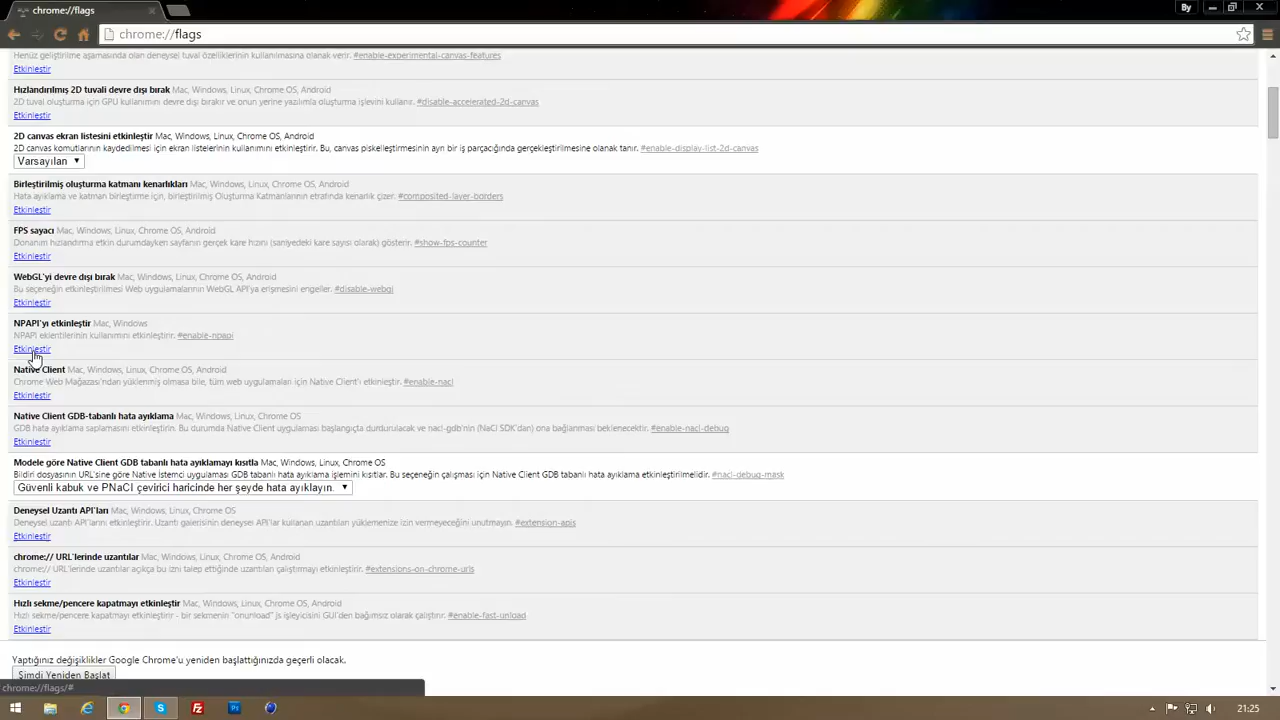 chrome://flags
By
chrome://flags
Henüz geliştirilme aşamasında olan deneysel tuval özelliklerinin kullanılmasına olanak verir. #enable-experimental-canvas-features
Etkinleştir
Hızlandırılmış 2D tuvali devre dışı bırak Mac, Windows, Linux, Chrome OS, Android
2D tuval oluşturma için GPU kullanımını devre dışı bırakır ve onun yerine yazılımla oluşturma işlevini kullanır. #disable-accelerated-2d-canvas
Etkinleştir
2D canvas ekran listesini etkinleştir Mac, Windows, Linux, Chrome OS, Android
2D canvas komutlarının kaydedilmesi için ekran listelerinin kullanımını etkinleştirir. Bu, canvas pikselleştirmesinin ayrı bir iş parçacığında gerçekleştirilmesine olanak tanır. #enable-display-list-2d-canvas
Varsayılan
Birleştirilmiş oluşturma katmanı kenarlıkları Mac, Windows, Linux, Chrome OS, Android
Hata ayıklama ve katman birleştirme için, birleştirilmiş Oluşturma Katmanlarının etrafında kenarlık çizer. #composited-layer-borders
Etkinleştir
FPS sayacı Mac, Windows, Linux, Chrome OS, Android
Donanım hızlandırma etkin durumdayken sayfanın gerçek kare hızını (saniyedeki kare sayısı olarak) gösterir. #show-fps-counter
Etkinleştir
WebGL'yi devre dışı bırak Mac, Windows, Linux, Chrome OS, Android
Bu seçeneğin etkinleştirilmesi Web uygulamalarının WebGL API'ya erişmesini engeller. #disable-webgl
Etkinleştir
NPAPI'yı etkinleştir Mac, Windows
NPAPI eklentilerinin kullanımını etkinleştirir. #enable-npapi
Etkinleştir
Native Client Mac, Windows, Linux, Chrome OS, Android
Chrome Web Mağazası'ndan yüklenmiş olmasa bile, tüm web uygulamaları için Native Client'ı etkinleştir. #enable-nacl
Etkinleştir
Native Client GDB-tabanlı hata ayıklama Mac, Windows, Linux, Chrome OS
GDB hata ayıklama saplamasını etkinleştirin. Bu durumda Native Client uygulaması başlangıçta durdurulacak ve nacl-gdb'nin (NaCl SDK'dan) ona bağlanması beklenecektir. #enable-nacl-debug
Etkinleştir
Modele göre Native Client GDB tabanlı hata ayıklamayı kısıtla Mac, Windows, Linux, Chrome OS
Bildiri dosyasının URL'sine göre Native İstemci uygulaması GDB tabanlı hata ayıklama işlemini kısıtlar. Bu seçeneğin çalışması için Native Client GDB tabanlı hata ayıklama etkinleştirilmelidir. #nacl-debug-mask
Güvenli kabuk ve PNaCl çevirici haricinde her şeyde hata ayıklayın.
Deneysel Uzantı API'ları Mac, Windows, Linux, Chrome OS
Deneysel uzantı API'larını etkinleştirir. Uzantı galerisinin deneysel API'lar kullanan uzantıları yüklemenize izin vermeyeceğini unutmayın. #extension-apis
Etkinleştir
chrome:// URL'lerinde uzantılar Mac, Windows, Linux, Chrome OS, Android
chrome:// URL'lerinde uzantılar açıkça bu izni talep ettiğinde uzantıları çalıştırmayı etkinleştirir. #extensions-on-chrome-urls
Etkinleştir
Hızlı sekme/pencere kapatmayı etkinleştir Mac, Windows, Linux, Chrome OS, Android
Hızlı sekme/pencere kapatmayı etkinleştirir - bir sekmenin "onunload" js işleyicisini GUI'den bağımsız olarak çalıştırır. #enable-fast-unload
Etkinleştir
Yaptığınız değişiklikler Google Chrome'u yeniden başlattığınızda geçerli olacak.
Şimdi Yeniden Başlat
chrome://flags/#
21:25